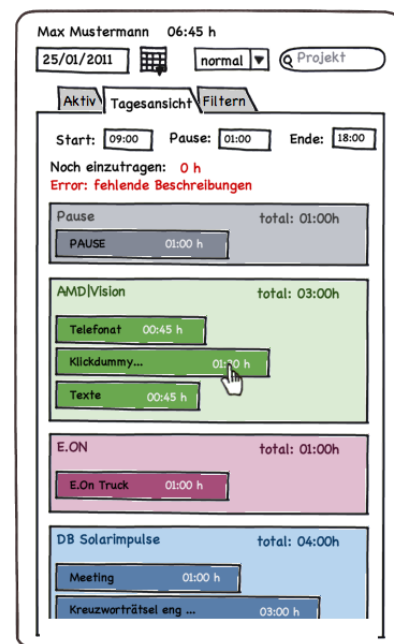 Max Mustermann 06:45 h
25/01/2011 normal Projekt
Aktiv Tagesansicht Filtern
Start: 09:00 Pause: 01:00 Ende: 18:00
Noch einzutragen: 0 h
Error: fehlende Beschreibungen
Pause total: 01:00h
PAUSE 01:00 h
AMD|Vision total: 03:00h
Telefonat 00:45 h
Klickdummy... h
Texte 00:45 h
E.ON total: 01:00h
E.On Truck 01:00 h
DB Solarimpulse total: 04:00h
Meeting 01:00 h
Kreuzworträtsel eng ... 03:00 h